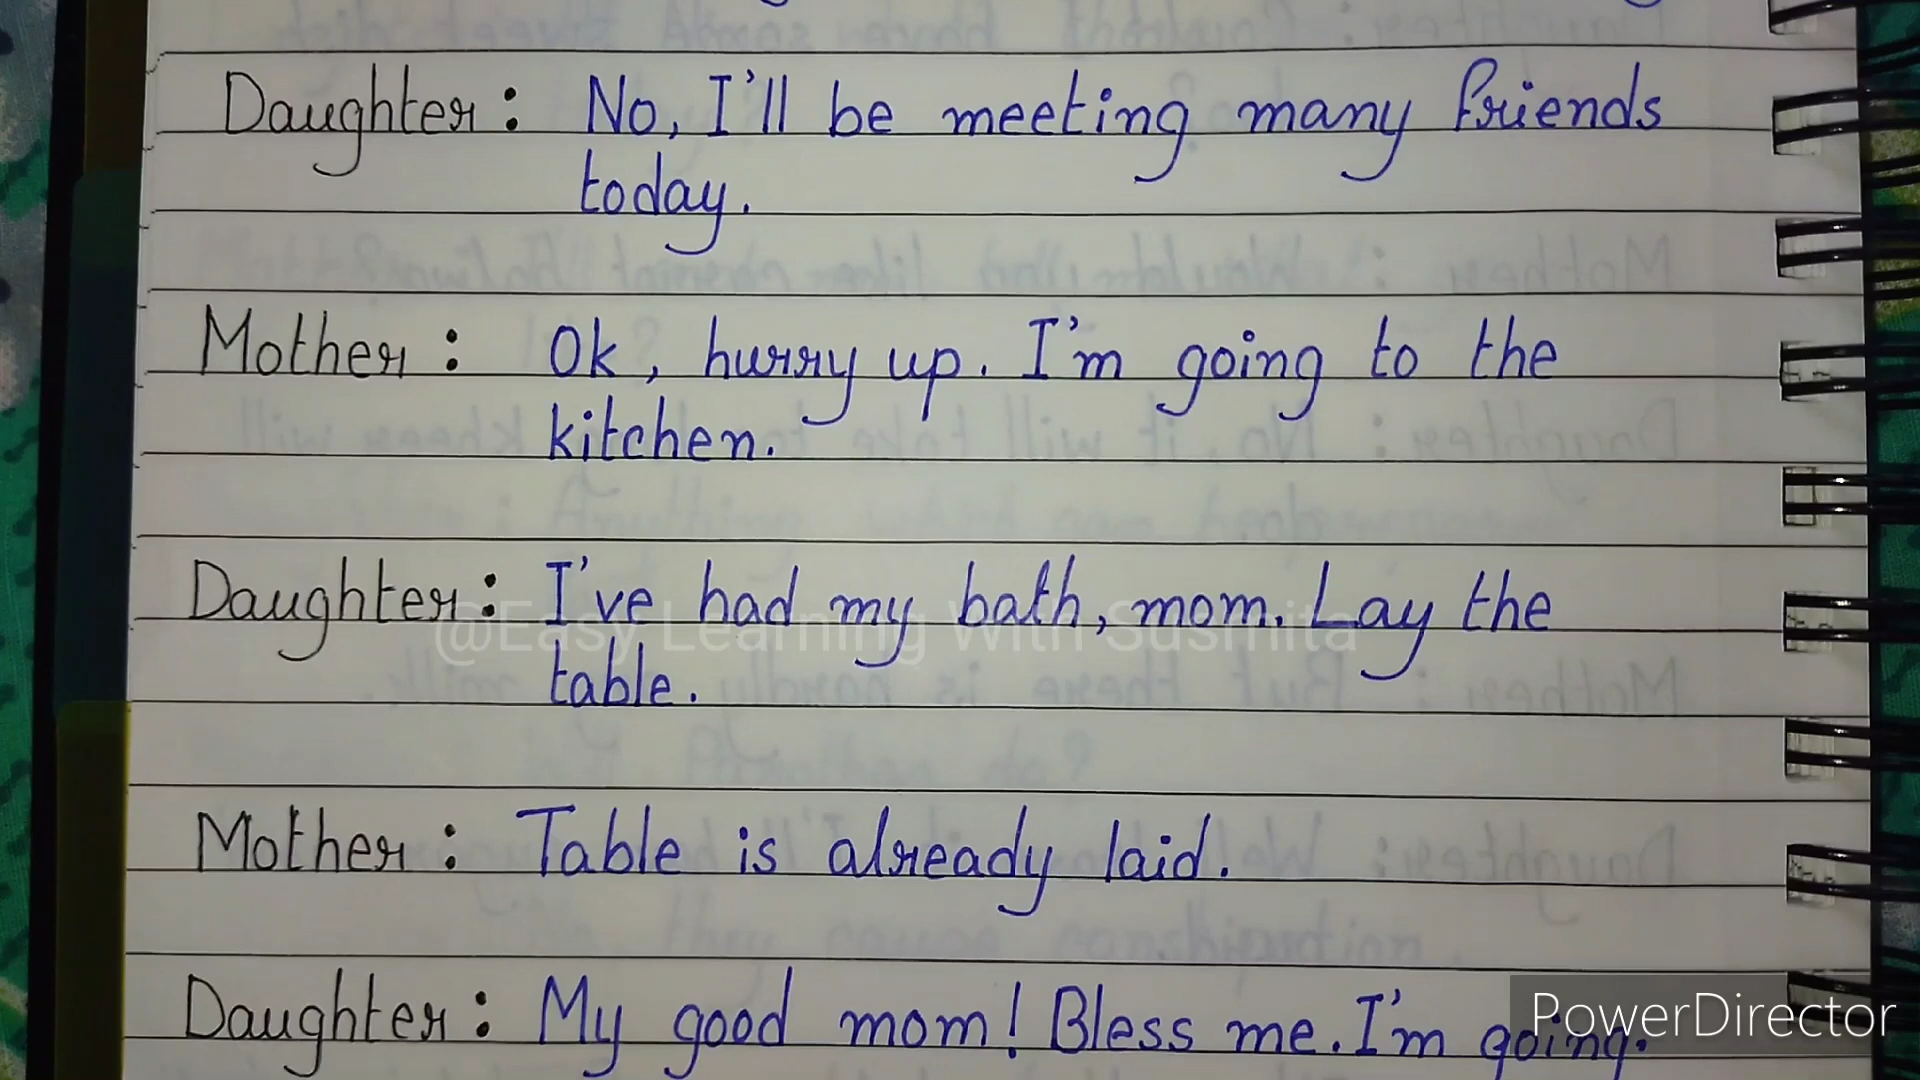 Daughter: No, I'll be meeting many friends
today.
Mother: Ok, hurry up. I'm going to the
kitchen.
Daughter: I've had my bath, mom. Lay the
table.
@Easy Learning With Susmita
Mother: Table is already laid.
Daughter: My good mom! Bless me. I'm going.
PowerDirector